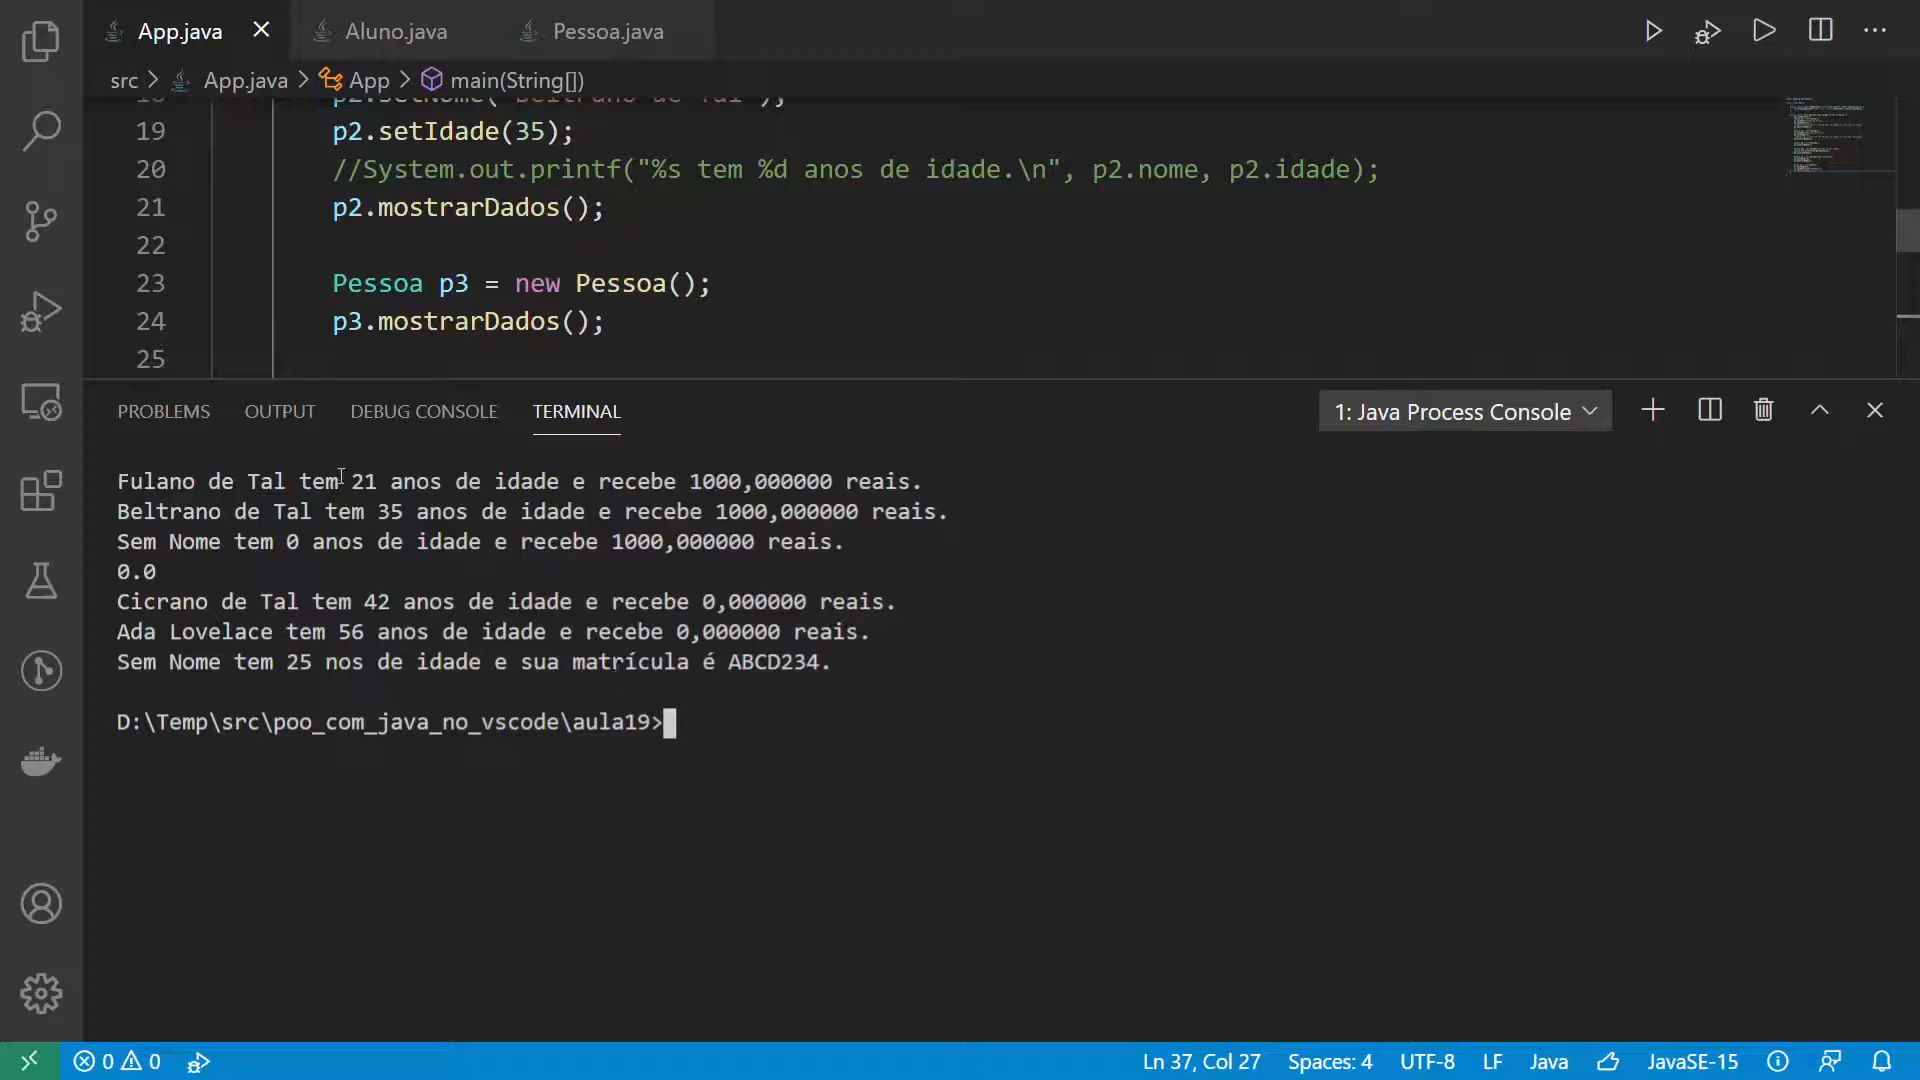 App.java
Aluno.java
Pessoa.java
src > App.java > App > main(String[])
18 p2.setNome("Beltrano de Tal");
19 p2.setIdade(35);
20 //System.out.printf("%s tem %d anos de idade.\n", p2.nome, p2.idade);
21 p2.mostrarDados();
22
23 Pessoa p3 = new Pessoa();
24 p3.mostrarDados();
25
PROBLEMS OUTPUT DEBUG CONSOLE TERMINAL 1: Java Process Console
Fulano de Tal tem 21 anos de idade e recebe 1000,000000 reais.
Beltrano de Tal tem 35 anos de idade e recebe 1000,000000 reais.
Sem Nome tem 0 anos de idade e recebe 1000,000000 reais.
0.0
Cicrano de Tal tem 42 anos de idade e recebe 0,000000 reais.
Ada Lovelace tem 56 anos de idade e recebe 0,000000 reais.
Sem Nome tem 25 nos de idade e sua matrícula é ABCD234.
D:\Temp\src\poo_com_java_no_vscode\aula19>
0 0 Ln 37, Col 27 Spaces: 4 UTF-8 LF Java JavaSE-15